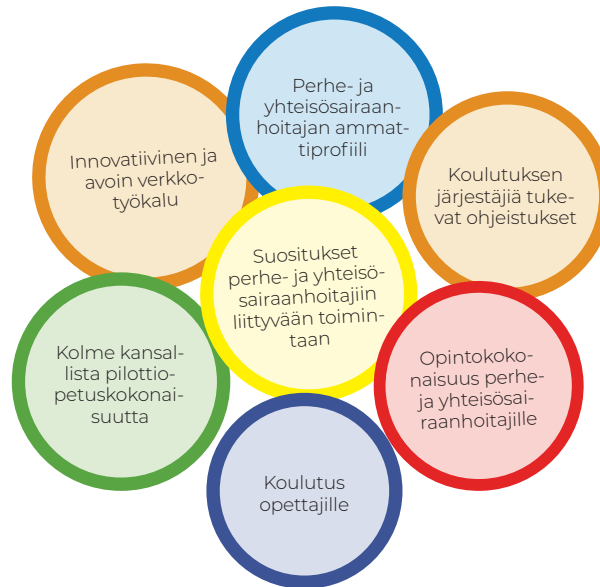 Perhe- ja
yhteisösairaan-
hoitajan ammat-
tiprofiili
Innovatiivinen ja
avoin verkko-
työkalu
Koulutuksen
järjestäjiä tuke-
vat ohjeistukset
Suositukset
perhe- ja yhteisö-
sairaanhoitajiin
liittyvään toimin-
taan
Kolme kansal-
lista pilottio-
petuskokonai-
suutta
Opintokoko-
naisuus perhe-
ja yhteisösai-
raanhoitajille
Koulutus
opettajille